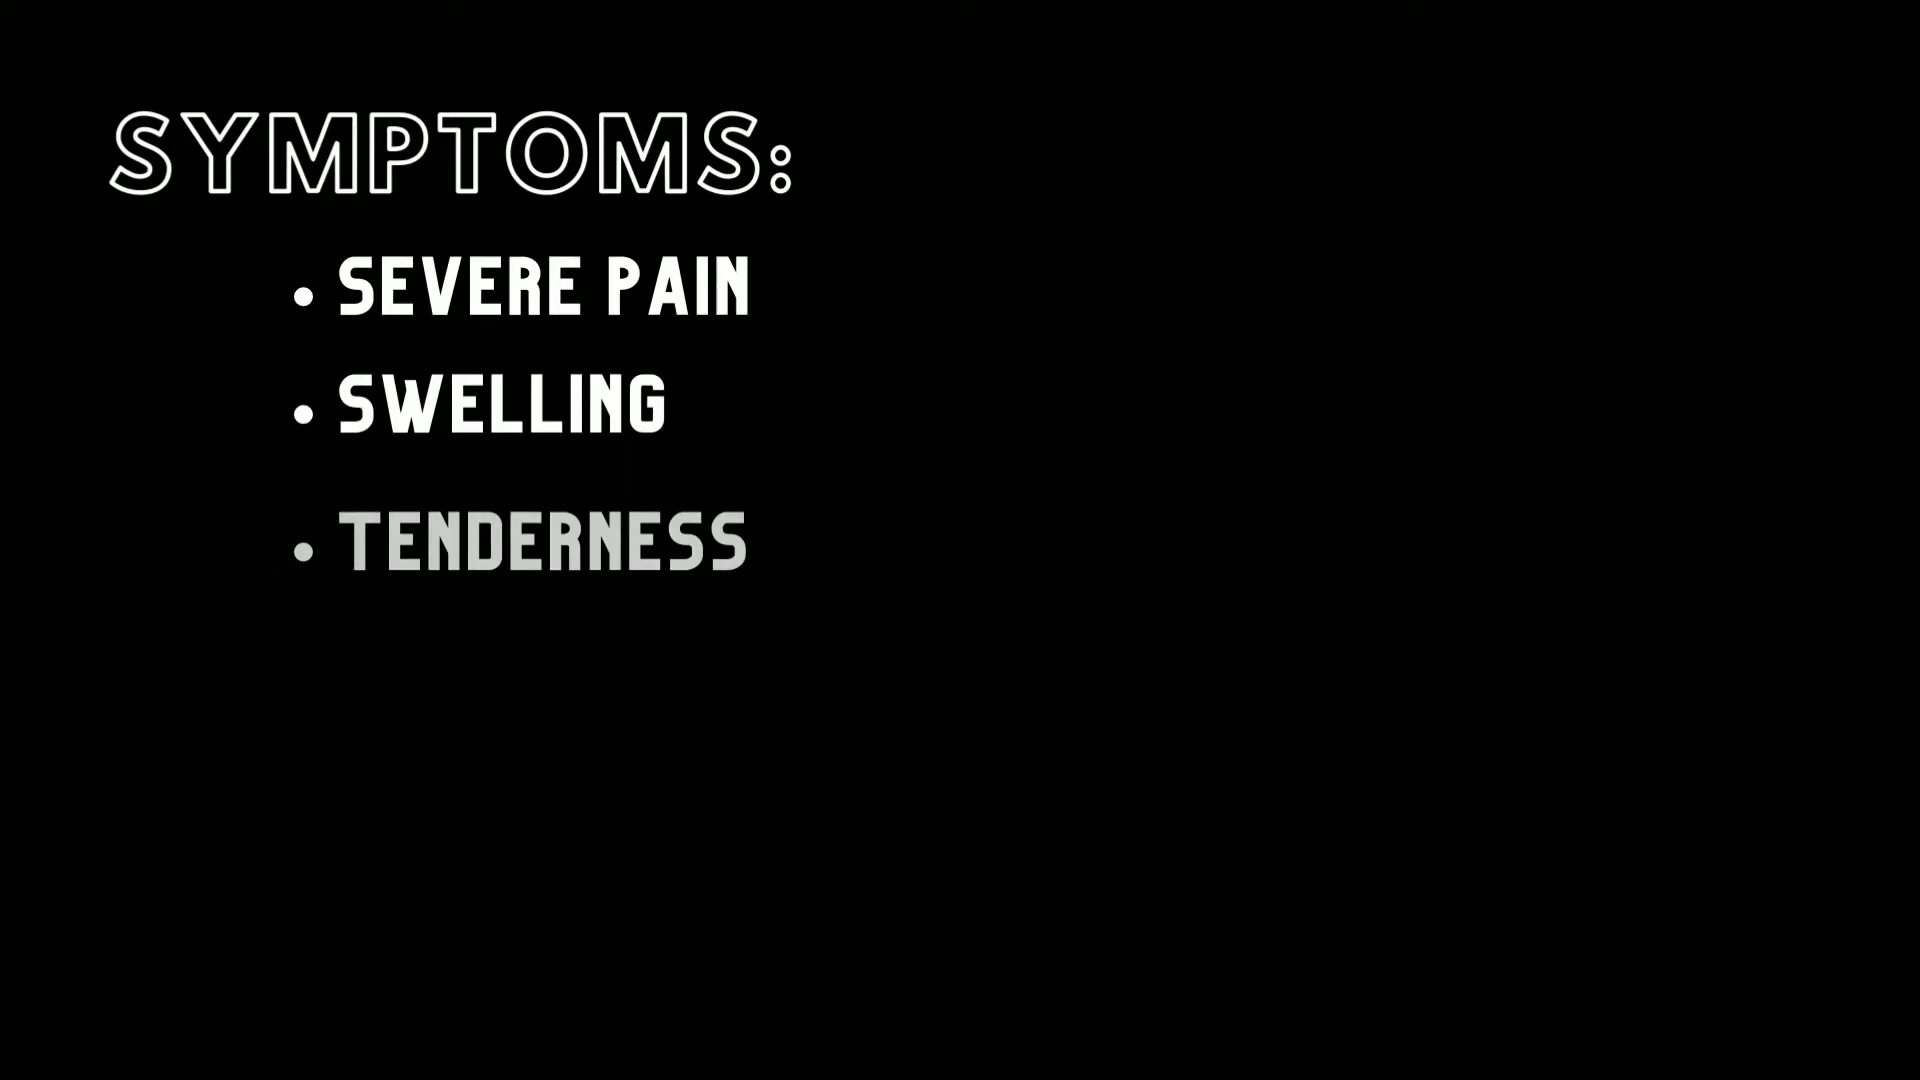 SYMPTOMS:
• SEVERE PAIN
• SWELLING
• TENDERNESS